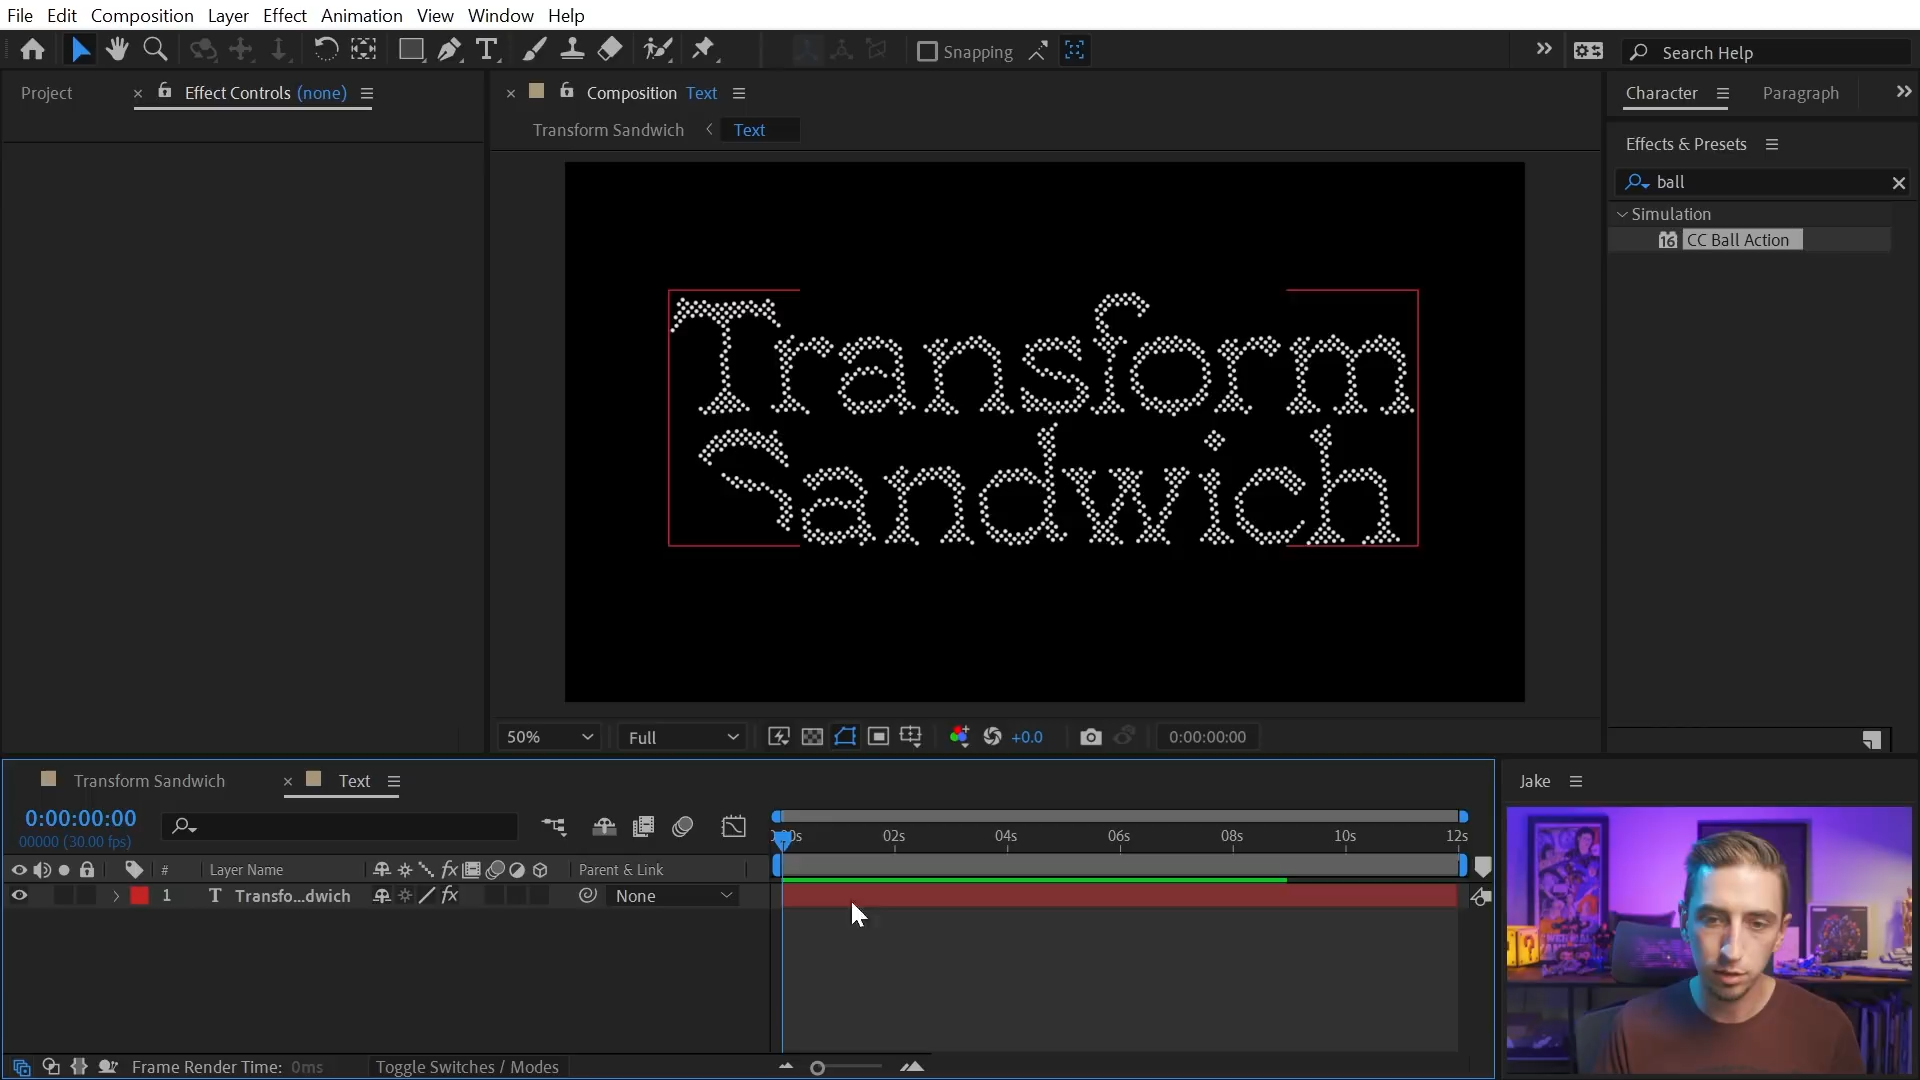 File Edit Composition Layer Effect Animation View Window Help
Snapping
Search Help
Project
Effect Controls (none)
Composition Text
Character
Paragraph
Transform Sandwich
Text
Effects & Presets
ball
Simulation
16 CC Ball Action
Transform
Sandwich
50%
Full
+0.0
0:00:00:00
Transform Sandwich
Text
Jake
0:00:00:00
00000 (30.00 fps)
02s 04s 06s 08s 10s 12s
# Layer Name
fx
Parent & Link
1 T Transfo...dwich
fx
None
Frame Render Time: 0ms
Toggle Switches / Modes